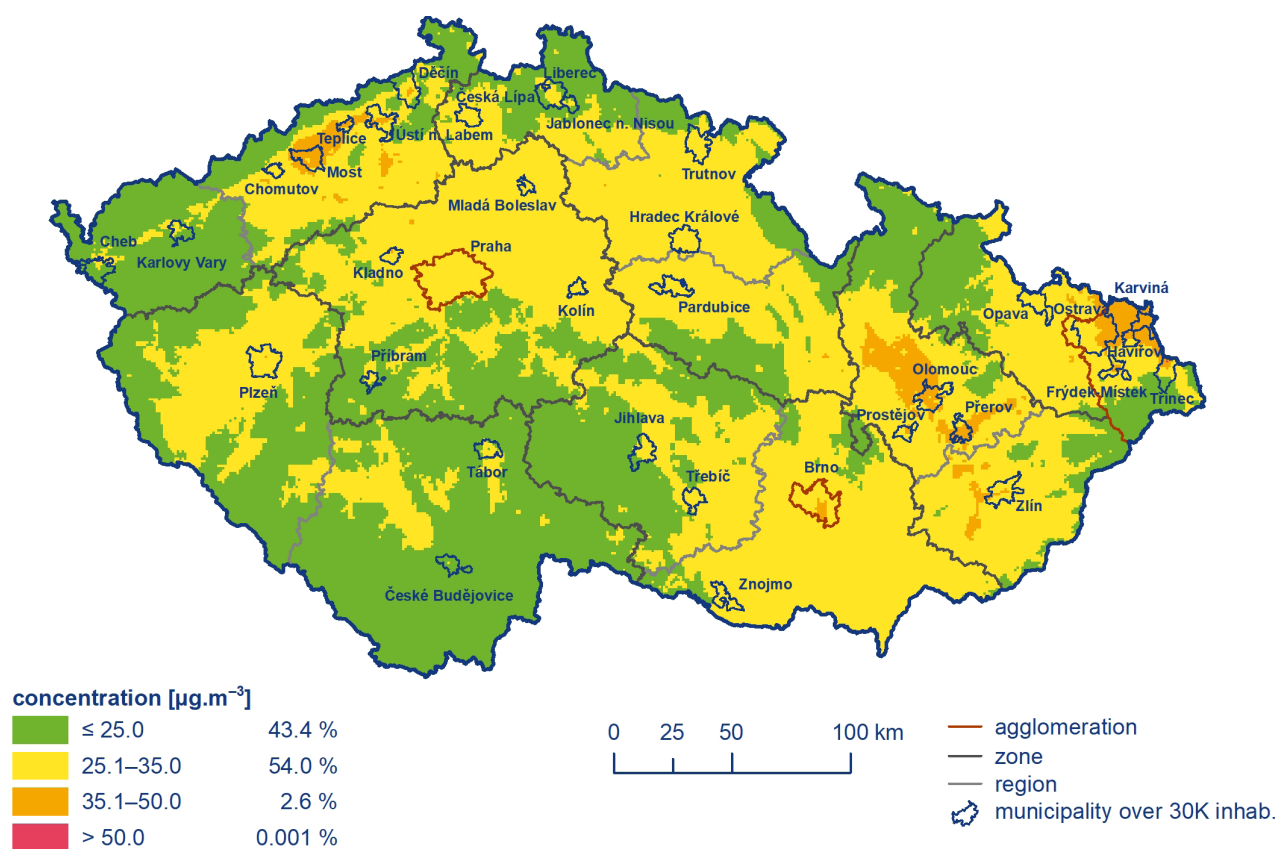 Děčín
Liberec
Česká Lípa
Jablonec n. Nisou
Teplice
Ústí n. Labem
Most
Chomutov
Trutnov
Mladá Boleslav
Hradec Králové
Cheb
Karlovy Vary
Praha
Kladno
Kolín
Pardubice
Karviná
Opava
Ostrava
Havířov
Plzeň
Příbram
Olomouc
Frýdek-Místek
Třinec
Prostějov
Přerov
Jihlava
Tábor
Třebíč
Brno
Zlín
České Budějovice
Znojmo
concentration [µg.m⁻³]
≤ 25.0 43.4 %
25.1–35.0 54.0 %
35.1–50.0 2.6 %
> 50.0 0.001 %
0 25 50 100 km
agglomeration
zone
region
municipality over 30K inhab.